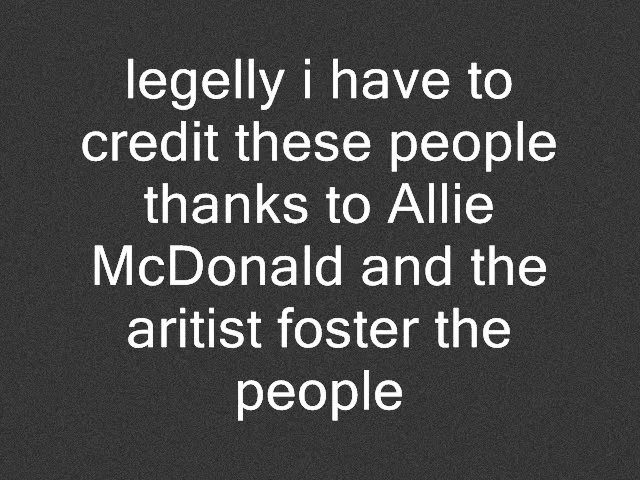 legelly i have to
credit these people
thanks to Allie
McDonald and the
aritist foster the
people